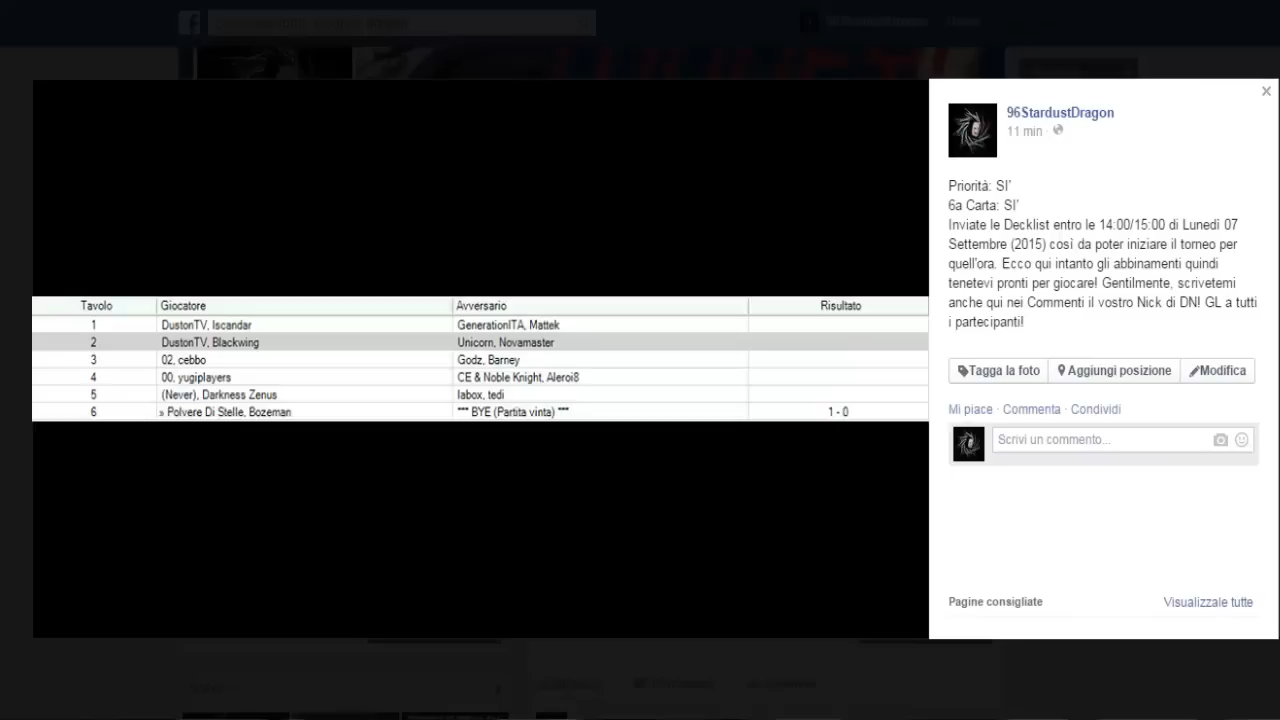 96StardustDragon
11 min ·
Priorità: SI'
6a Carta: SI'
Inviate le Decklist entro le 14:00/15:00 di Lunedì 07
Settembre (2015) così da poter iniziare il torneo per
quell'ora. Ecco qui intanto gli abbinamenti quindi
tenetevi pronti per giocare! Gentilmente, scrivetemi
anche qui nei Commenti il vostro Nick di DN! GL a tutti
i partecipanti!
Tavolo Giocatore Avversario Risultato
1 DustonTV, Iscandar GenerationITA, Mattek
2 DustonTV, Blackwing Unicorn, Novamaster
3 02, cebbo Godz, Barney
4 00, yugiplayers CE & Noble Knight, Aleroi8
5 (Never), Darkness Zenus Iabox, tedi
6 » Polvere Di Stelle, Bozeman *** BYE (Partita vinta) *** 1 - 0
Tagga la foto Aggiungi posizione Modifica
Mi piace · Commenta · Condividi
Scrivi un commento...
Pagine consigliate Visualizzale tutte